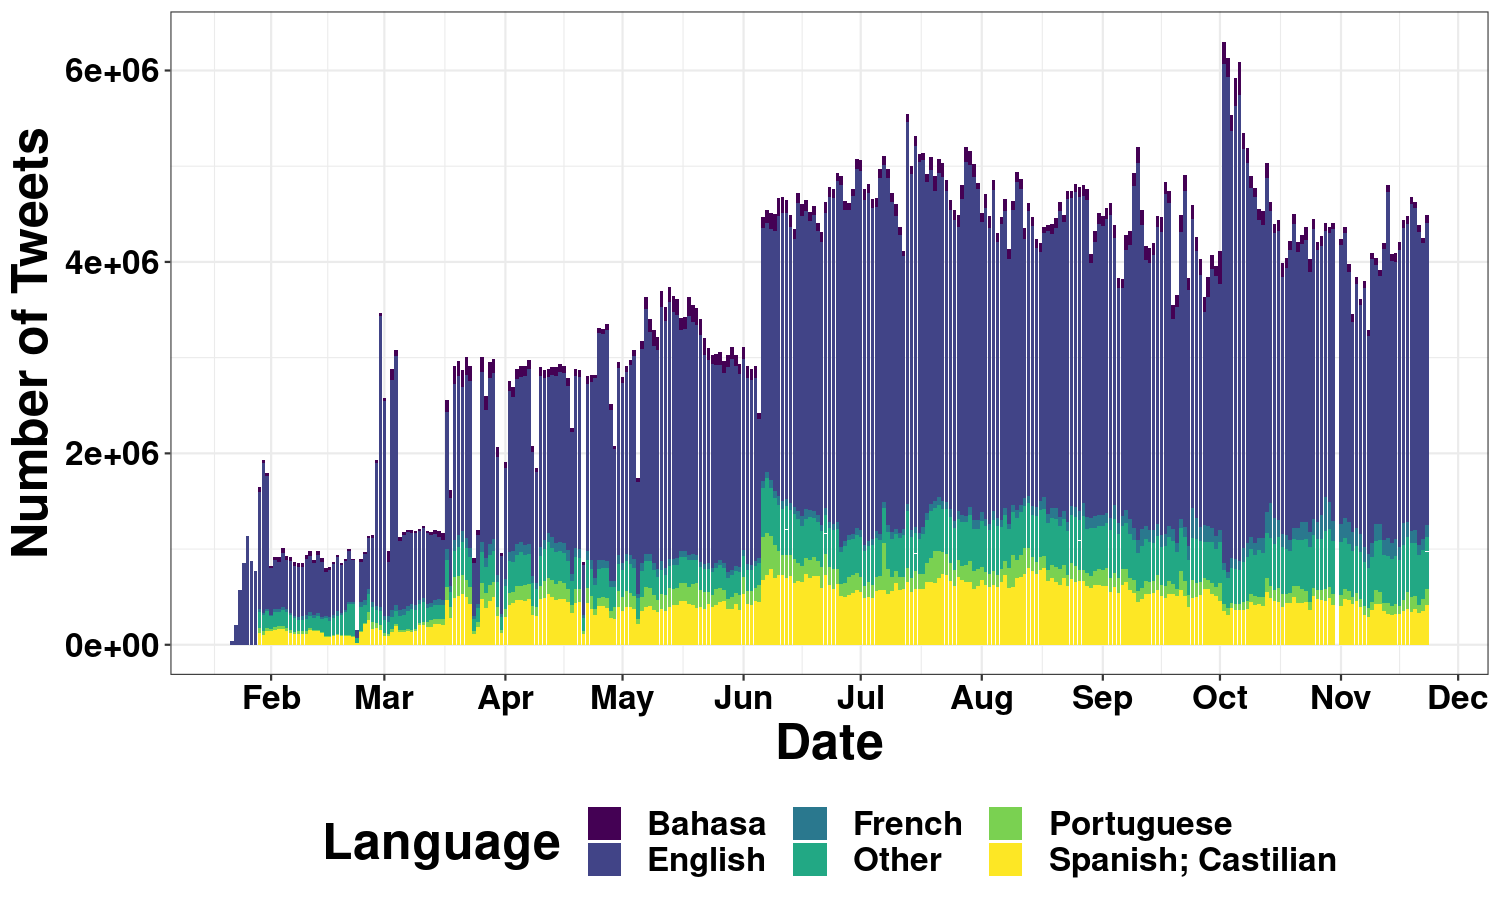 Number of Tweets
6e+06
4e+06
2e+06
0e+00
Feb Mar Apr May Jun Jul Aug Sep Oct Nov Dec
Date
Language
Bahasa French Portuguese
English Other Spanish; Castilian